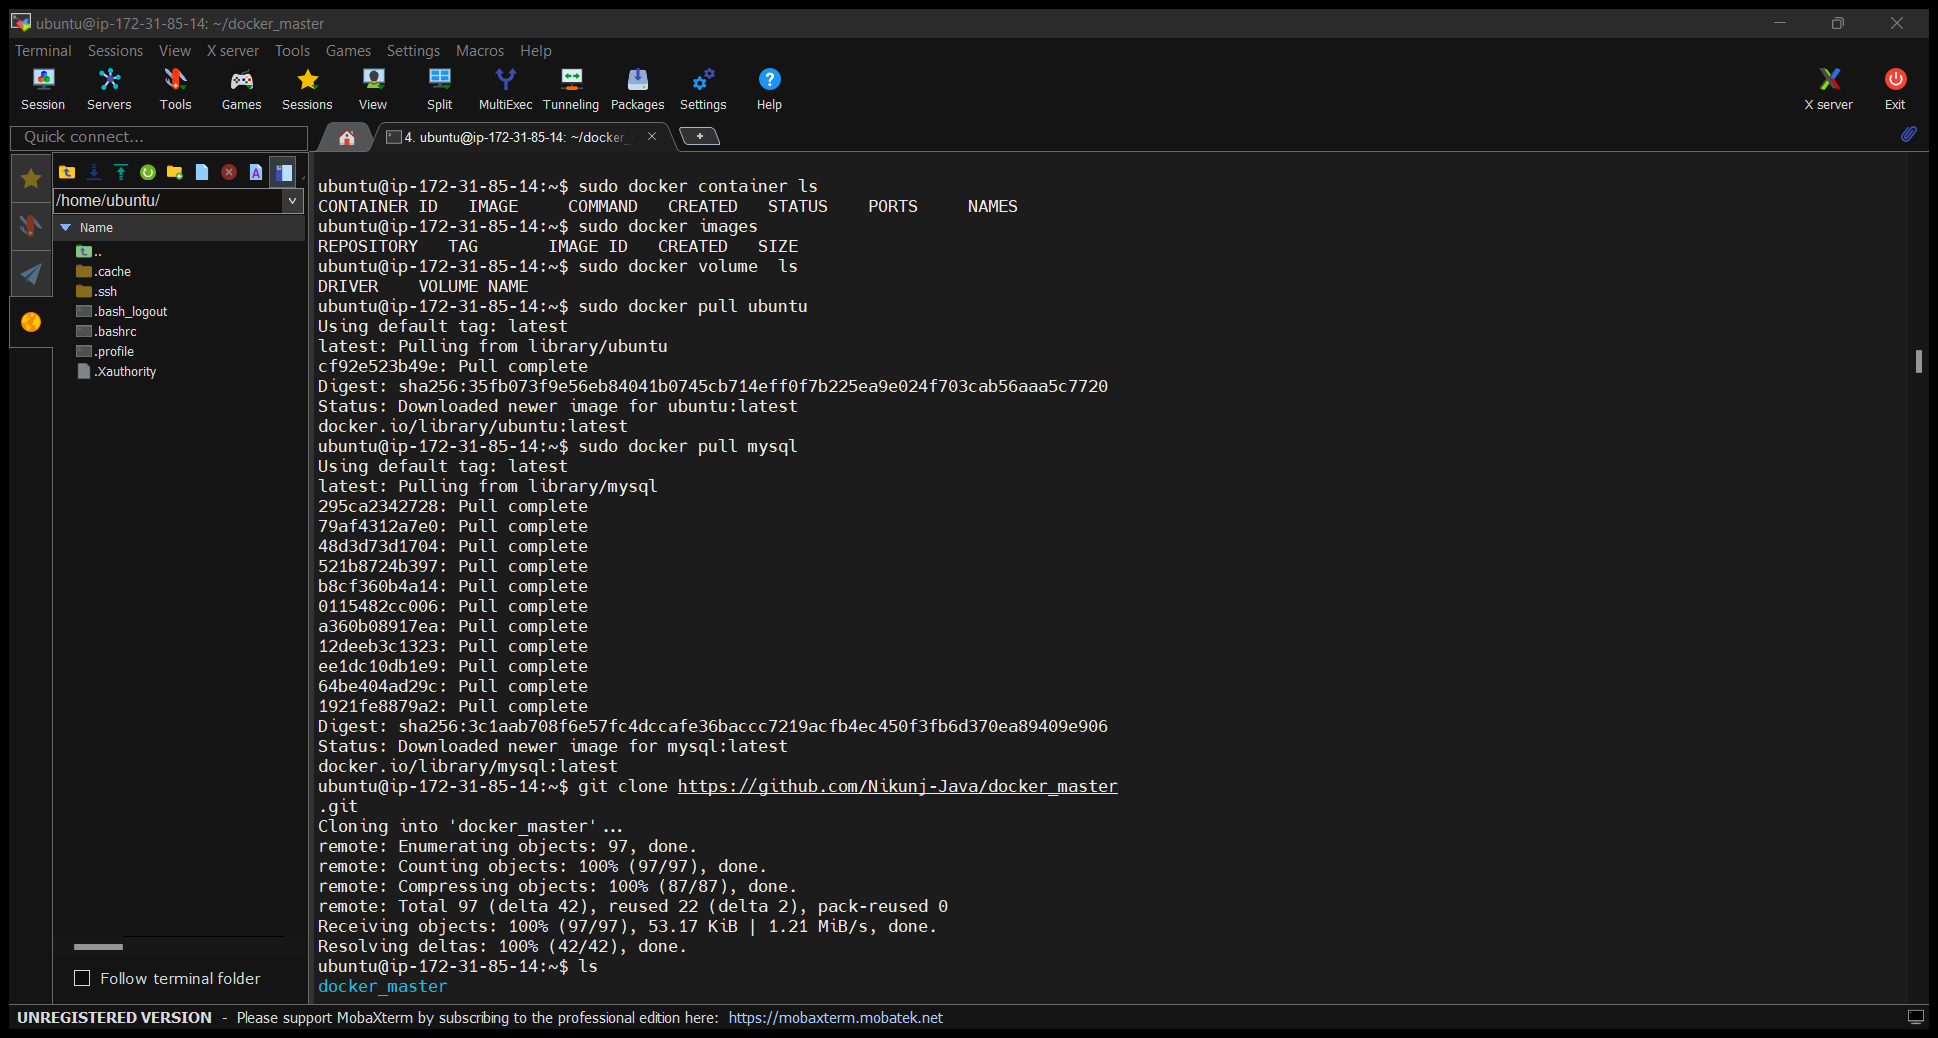 ubuntu@ip-172-31-85-14: ~/docker_master
Terminal Sessions View X server Tools Games Settings Macros Help
Session Servers Tools Games Sessions View Split MultiExec Tunneling Packages Settings Help X server Exit
Quick connect...
4. ubuntu@ip-172-31-85-14: ~/docker_
/home/ubuntu/
Name
..
.cache
.ssh
.bash_logout
.bashrc
.profile
.Xauthority
Follow terminal folder
ubuntu@ip-172-31-85-14:~$ sudo docker container ls
CONTAINER ID   IMAGE     COMMAND   CREATED   STATUS    PORTS     NAMES
ubuntu@ip-172-31-85-14:~$ sudo docker images
REPOSITORY   TAG       IMAGE ID   CREATED   SIZE
ubuntu@ip-172-31-85-14:~$ sudo docker volume  ls
DRIVER    VOLUME NAME
ubuntu@ip-172-31-85-14:~$ sudo docker pull ubuntu
Using default tag: latest
latest: Pulling from library/ubuntu
cf92e523b49e: Pull complete
Digest: sha256:35fb073f9e56eb84041b0745cb714eff0f7b225ea9e024f703cab56aaa5c7720
Status: Downloaded newer image for ubuntu:latest
docker.io/library/ubuntu:latest
ubuntu@ip-172-31-85-14:~$ sudo docker pull mysql
Using default tag: latest
latest: Pulling from library/mysql
295ca2342728: Pull complete
79af4312a7e0: Pull complete
48d3d73d1704: Pull complete
521b8724b397: Pull complete
b8cf360b4a14: Pull complete
0115482cc006: Pull complete
a360b08917ea: Pull complete
12deeb3c1323: Pull complete
ee1dc10db1e9: Pull complete
64be404ad29c: Pull complete
1921fe8879a2: Pull complete
Digest: sha256:3c1aab708f6e57fc4dccafe36baccc7219acfb4ec450f3fb6d370ea89409e906
Status: Downloaded newer image for mysql:latest
docker.io/library/mysql:latest
ubuntu@ip-172-31-85-14:~$ git clone https://github.com/Nikunj-Java/docker_master
.git
Cloning into 'docker_master'...
remote: Enumerating objects: 97, done.
remote: Counting objects: 100% (97/97), done.
remote: Compressing objects: 100% (87/87), done.
remote: Total 97 (delta 42), reused 22 (delta 2), pack-reused 0
Receiving objects: 100% (97/97), 53.17 KiB | 1.21 MiB/s, done.
Resolving deltas: 100% (42/42), done.
ubuntu@ip-172-31-85-14:~$ ls
docker_master
UNREGISTERED VERSION - Please support MobaXterm by subscribing to the professional edition here: https://mobaxterm.mobatek.net